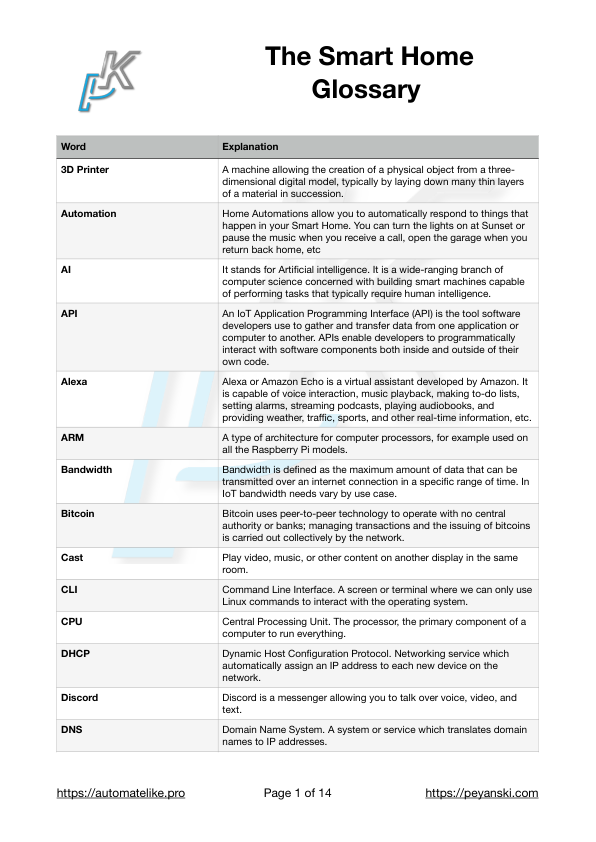 PK
The Smart Home
Glossary
Word Explanation
3D Printer A machine allowing the creation of a physical object from a three-
dimensional digital model, typically by laying down many thin layers
of a material in succession.
Automation Home Automations allow you to automatically respond to things that
happen in your Smart Home. You can turn the lights on at Sunset or
pause the music when you receive a call, open the garage when you
return back home, etc
AI It stands for Artificial intelligence. It is a wide-ranging branch of
computer science concerned with building smart machines capable
of performing tasks that typically require human intelligence.
API An IoT Application Programming Interface (API) is the tool software
developers use to gather and transfer data from one application or
computer to another. APIs enable developers to programmatically
interact with software components both inside and outside of their
own code.
Alexa Alexa or Amazon Echo is a virtual assistant developed by Amazon. It
is capable of voice interaction, music playback, making to-do lists,
setting alarms, streaming podcasts, playing audiobooks, and
providing weather, traffic, sports, and other real-time information, etc.
ARM A type of architecture for computer processors, for example used on
all the Raspberry Pi models.
Bandwidth Bandwidth is defined as the maximum amount of data that can be
transmitted over an internet connection in a specific range of time. In
IoT bandwidth needs vary by use case.
Bitcoin Bitcoin uses peer-to-peer technology to operate with no central
authority or banks; managing transactions and the issuing of bitcoins
is carried out collectively by the network.
Cast Play video, music, or other content on another display in the same
room.
CLI Command Line Interface. A screen or terminal where we can only use
Linux commands to interact with the operating system.
CPU Central Processing Unit. The processor, the primary component of a
computer to run everything.
DHCP Dynamic Host Configuration Protocol. Networking service which
automatically assign an IP address to each new device on the
network.
Discord Discord is a messenger allowing you to talk over voice, video, and
text.
DNS Domain Name System. A system or service which translates domain
names to IP addresses.
https://automatelike.pro Page 1 of 14 https://peyanski.com